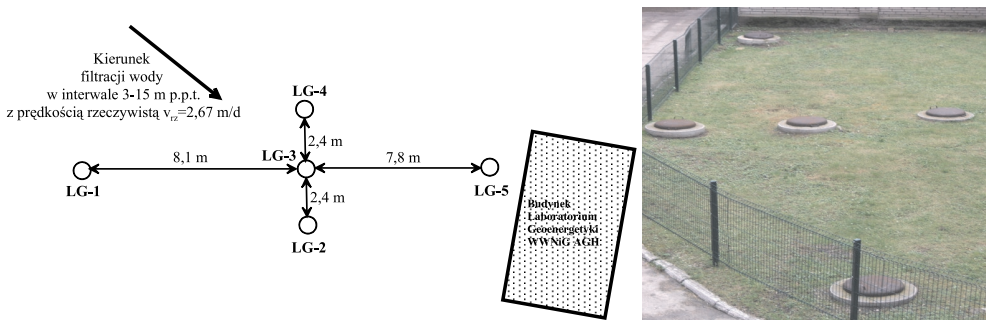 Kierunek
filtracji wody
w interwale 3-15 m p.p.t.
z prędkością rzeczywistą vrz=2,67 m/d
LG-4
2,4 m
8,1 m
LG-3
7,8 m
LG-1
LG-5
2,4 m
LG-2
Budynek
Laboratorium
Geoenergetyki
WWNiG AGH